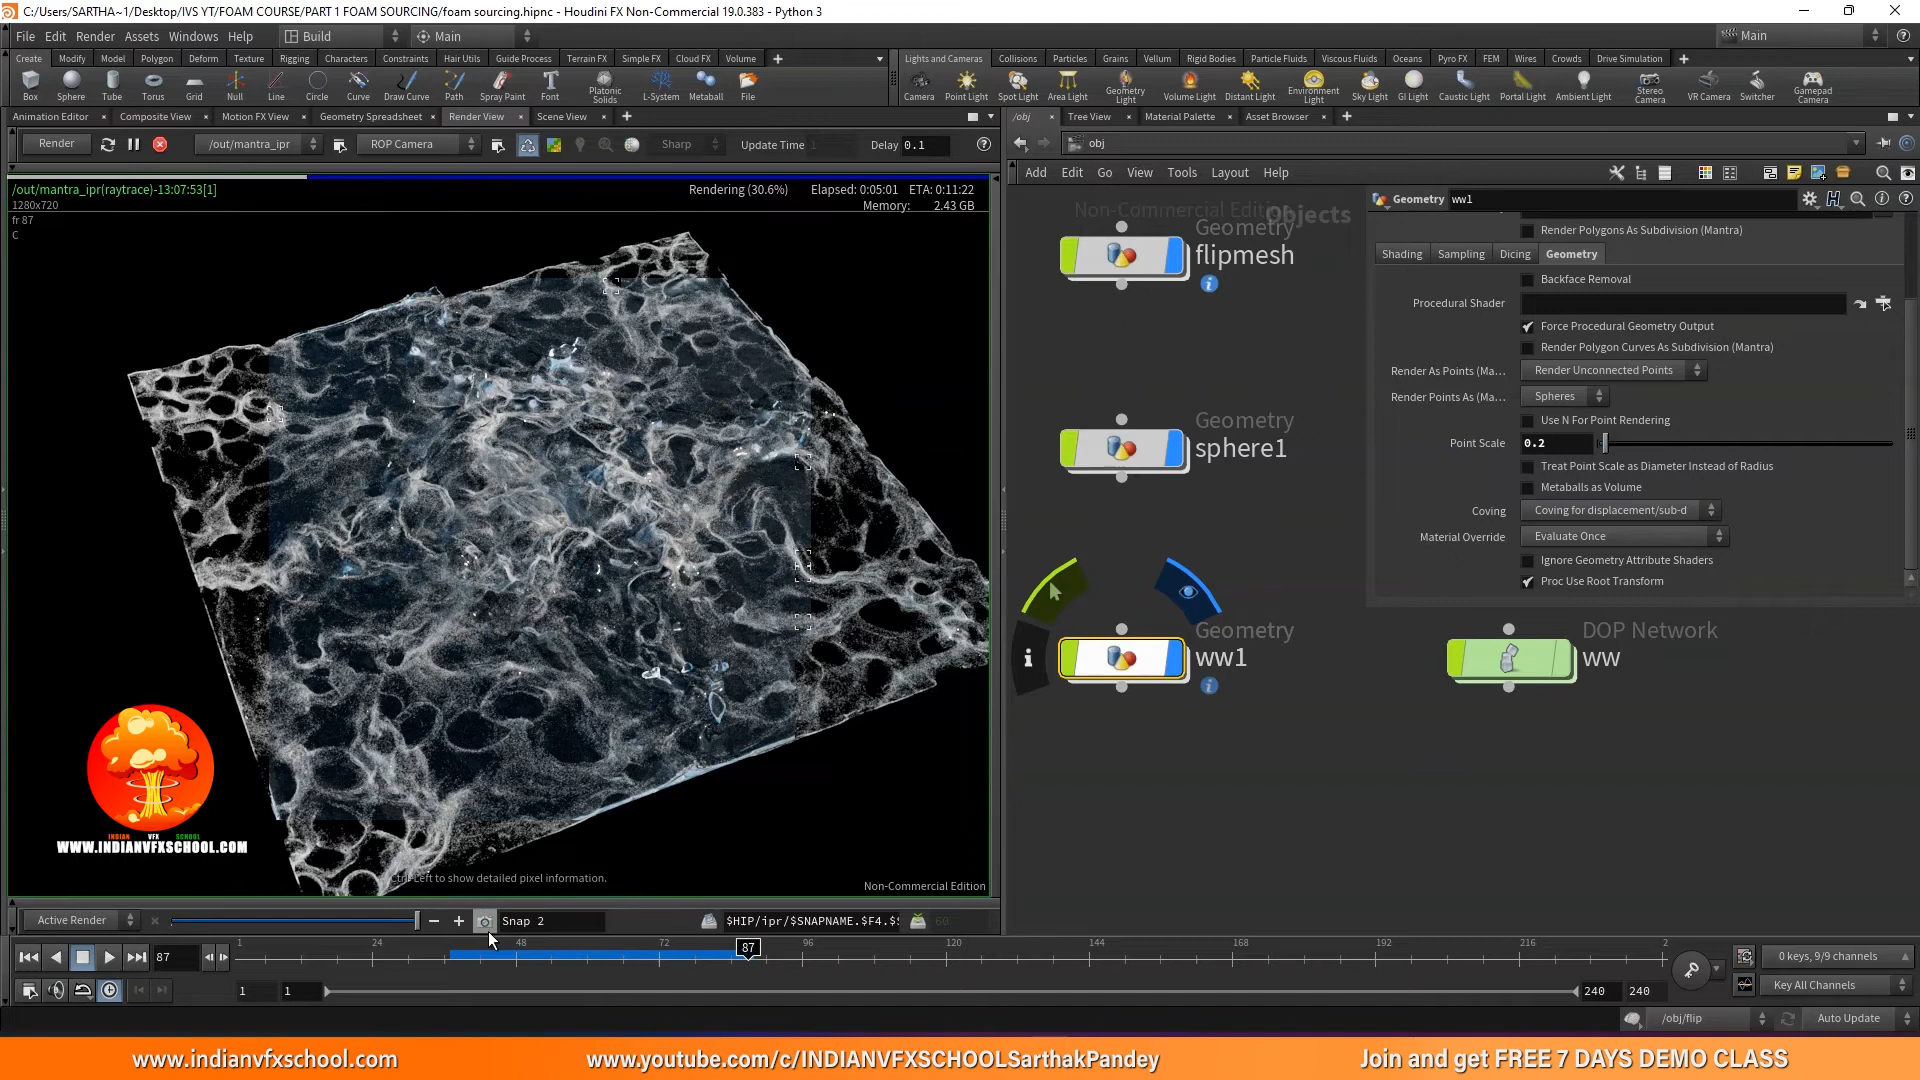 C:/Users/SARTHA~1/Desktop/IVS YT/FOAM COURSE/PART 1 FOAM SOURCING/foam sourcing.hipnc - Houdini FX Non-Commercial 19.0.383 - Python 3
File Edit Render Assets Windows Help Build Main Main
Create Modify Model Polygon Deform Texture Rigging Characters Constraints Hair Utils Guide Process Terrain FX Simple FX Cloud FX Volume
Lights and Cameras Collisions Particles Grains Vellum Rigid Bodies Particle Fluids Viscous Fluids Oceans Pyro FX FEM Wires Crowds Drive Simulation
Box Sphere Tube Torus Grid Null Line Circle Curve Draw Curve Path Spray Paint Font Platonic Solids L-System Metaball File
Camera Point Light Spot Light Area Light Geometry Light Volume Light Distant Light Environment Light Sky Light GI Light Caustic Light Portal Light Ambient Light Stereo Camera VR Camera Switcher Gamepad Camera
Animation Editor Composite View Motion FX View Geometry Spreadsheet Render View Scene View
/obj Tree View Material Palette Asset Browser
Render /out/mantra_ipr ROP Camera Sharp Update Time 1 Delay 0.1
obj
Add Edit Go View Tools Layout Help
/out/mantra_ipr(raytrace)-13:07:53[1]
1280x720
fr 87
C
Rendering (30.6%) Elapsed: 0:05:01 ETA: 0:11:22
Memory: 2.43 GB
Non-Commercial Edition
Objects
Geometry
flipmesh
Geometry
sphere1
Geometry
ww1
DOP Network
ww
Geometry ww1
Render Polygons As Subdivision (Mantra)
Shading Sampling Dicing Geometry
Backface Removal
Procedural Shader
Force Procedural Geometry Output
Render Polygon Curves As Subdivision (Mantra)
Render As Points (Ma... Render Unconnected Points
Render Points As (Ma... Spheres
Use N For Point Rendering
Point Scale 0.2
Treat Point Scale as Diameter Instead of Radius
Metaballs as Volume
Coving Coving for displacement/sub-d
Material Override Evaluate Once
Ignore Geometry Attribute Shaders
Proc Use Root Transform
INDIAN VFX SCHOOL
WWW.INDIANVFXSCHOOL.COM
Ctrl-Left to show detailed pixel information.
Non-Commercial Edition
Active Render Snap 2 $HIP/ipr/$SNAPNAME.$F4.$S 60
87 1 24 48 72 87 96 120 144 168 192 216 2
0 keys, 9/9 channels
1 1 240 240
Key All Channels
/obj/flip Auto Update
www.indianvfxschool.com www.youtube.com/c/INDIANVFXSCHOOLSarthakPandey Join and get FREE 7 DAYS DEMO CLASS